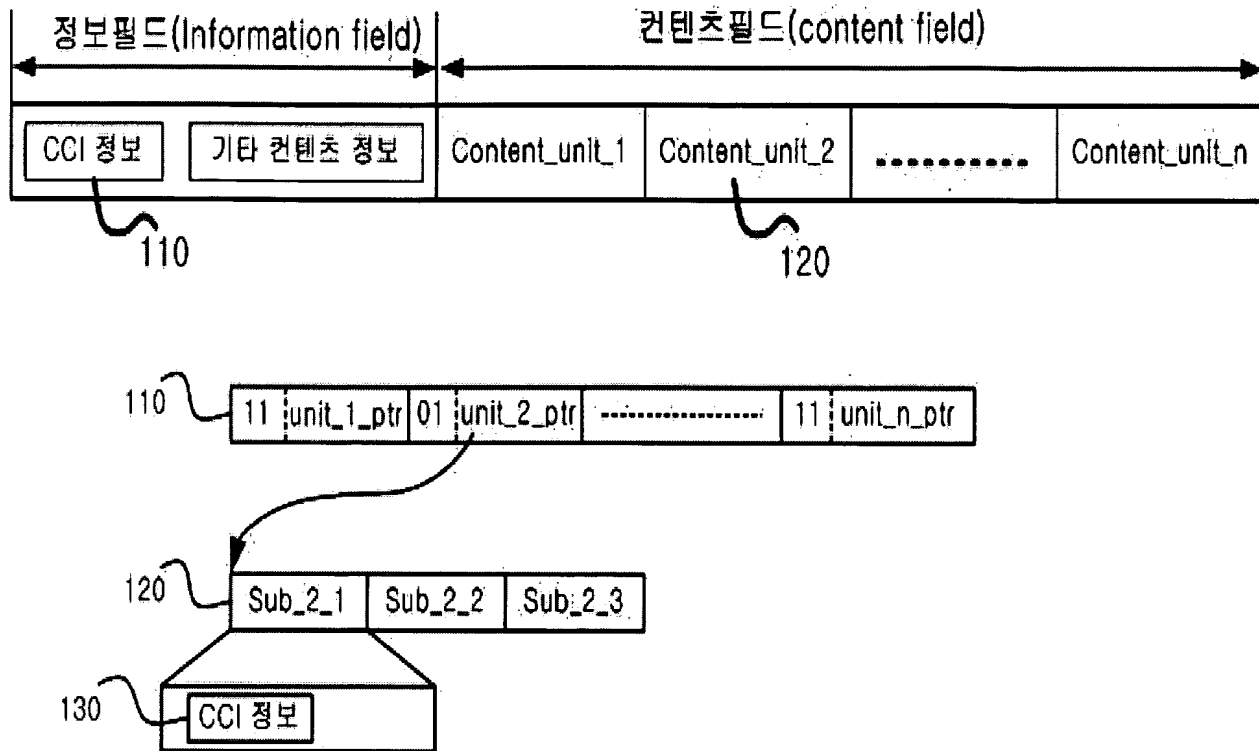 정보필드(Information field) 컨텐츠필드(content field)
CCI 정보 기타 컨텐츠 정보 Content_unit_1 Content_unit_2 Content_unit_n
110 120
110 11 unit_1_ptr 01 unit_2_ptr 11 unit_n_ptr
120 Sub_2_1 Sub_2_2 Sub_2_3
130 CCI 정보